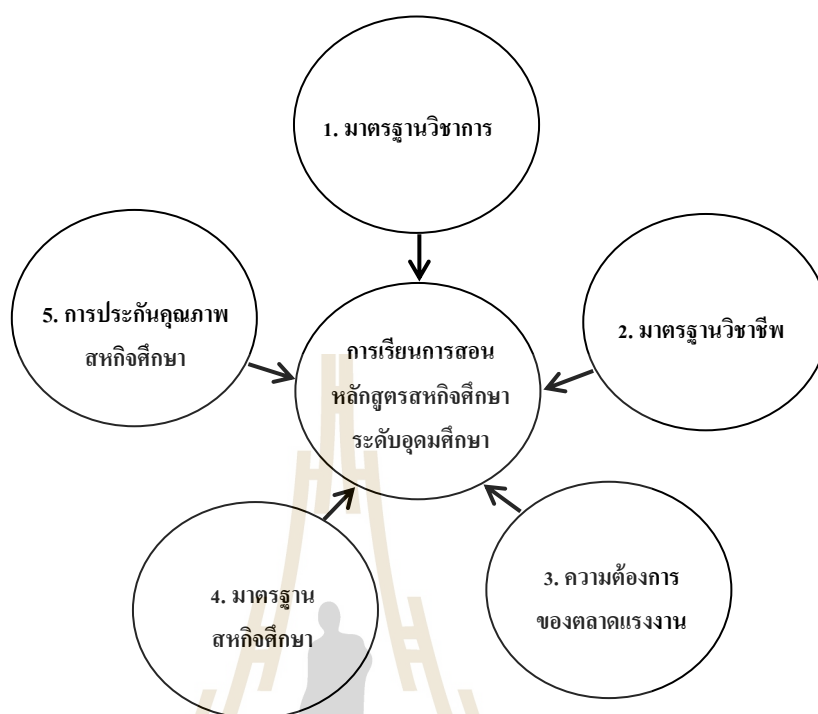 1. มาตรฐานวิชาการ
2. มาตรฐานวิชาชีพ
3. ความต้องการ
ของตลาดแรงงาน
4. มาตรฐาน
สหกิจศึกษา
5. การประกันคุณภาพ
สหกิจศึกษา
การเรียนการสอน
หลักสูตรสหกิจศึกษา
ระดับอุดมศึกษา